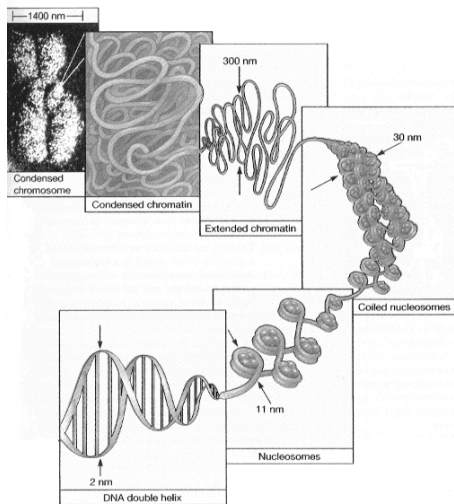 1400 nm
Condensed
chromosome
Condensed chromatin
300 nm
Extended chromatin
30 nm
Coiled nucleosomes
11 nm
Nucleosomes
2 nm
DNA double helix